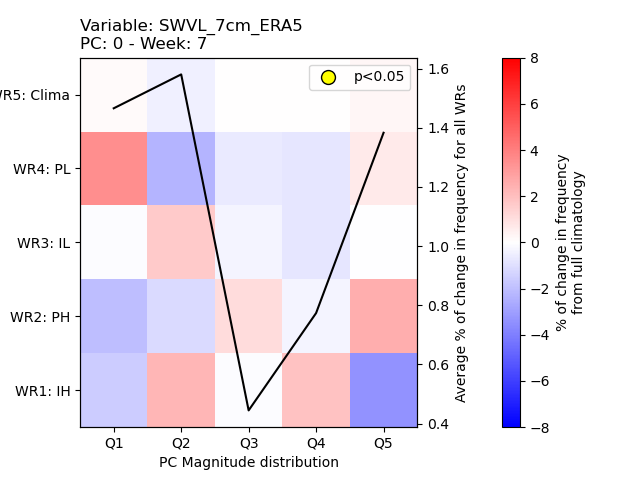 Variable: SWVL_7cm_ERA5
PC: 0 - Week: 7
p<0.05
WR5: Clima
WR4: PL
WR3: IL
WR2: PH
WR1: IH
Q1 Q2 Q3 Q4 Q5
PC Magnitude distribution
1.6
1.4
1.2
1.0
0.8
0.6
0.4
Average % of change in frequency for all WRs
8
6
4
2
0
−2
−4
−6
−8
% of change in frequency
from full climatology